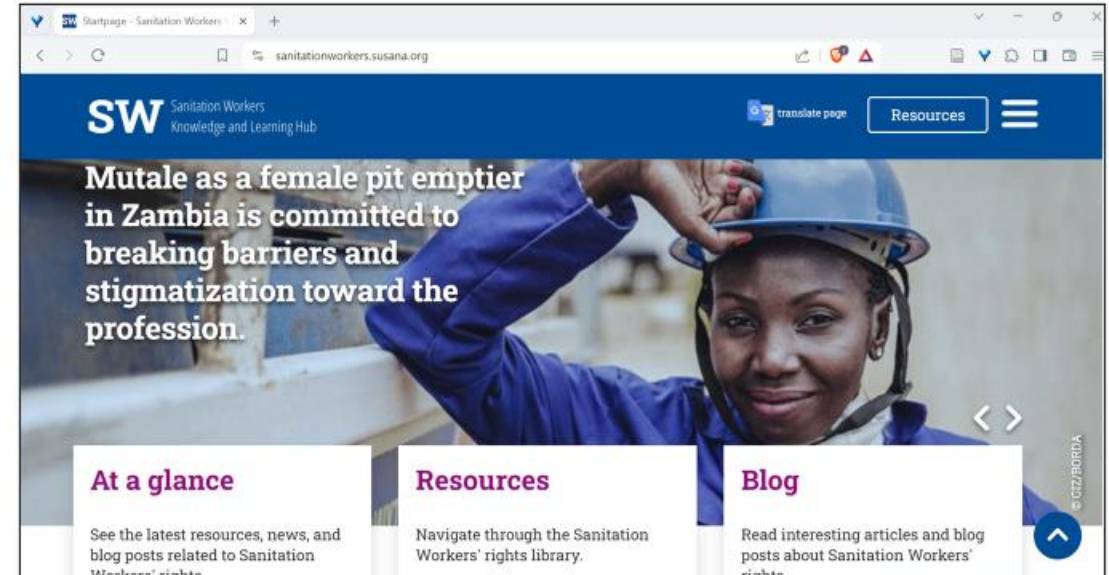 Startpage - Sanitation Workers
sanitationworkers.susana.org
SW
Sanitation Workers
Knowledge and Learning Hub
translate page
Resources
Mutale as a female pit emptier
in Zambia is committed to
breaking barriers and
stigmatization toward the
profession.
© GIZ/BORDA
At a glance
See the latest resources, news, and
blog posts related to Sanitation
Workers' rights
Resources
Navigate through the Sanitation
Workers' rights library.
Blog
Read interesting articles and blog
posts about Sanitation Workers'
rights